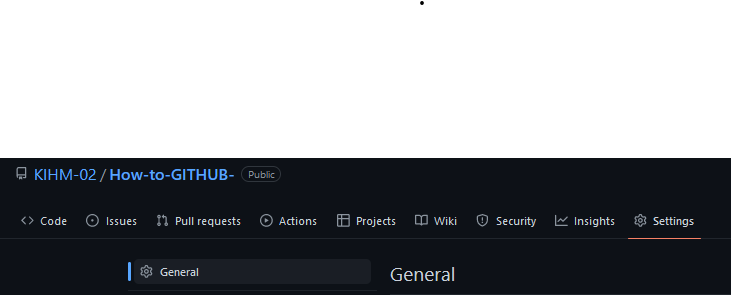 KIHM-02 / How-to-GITHUB- Public
Code Issues Pull requests Actions Projects Wiki Security Insights Settings
General General